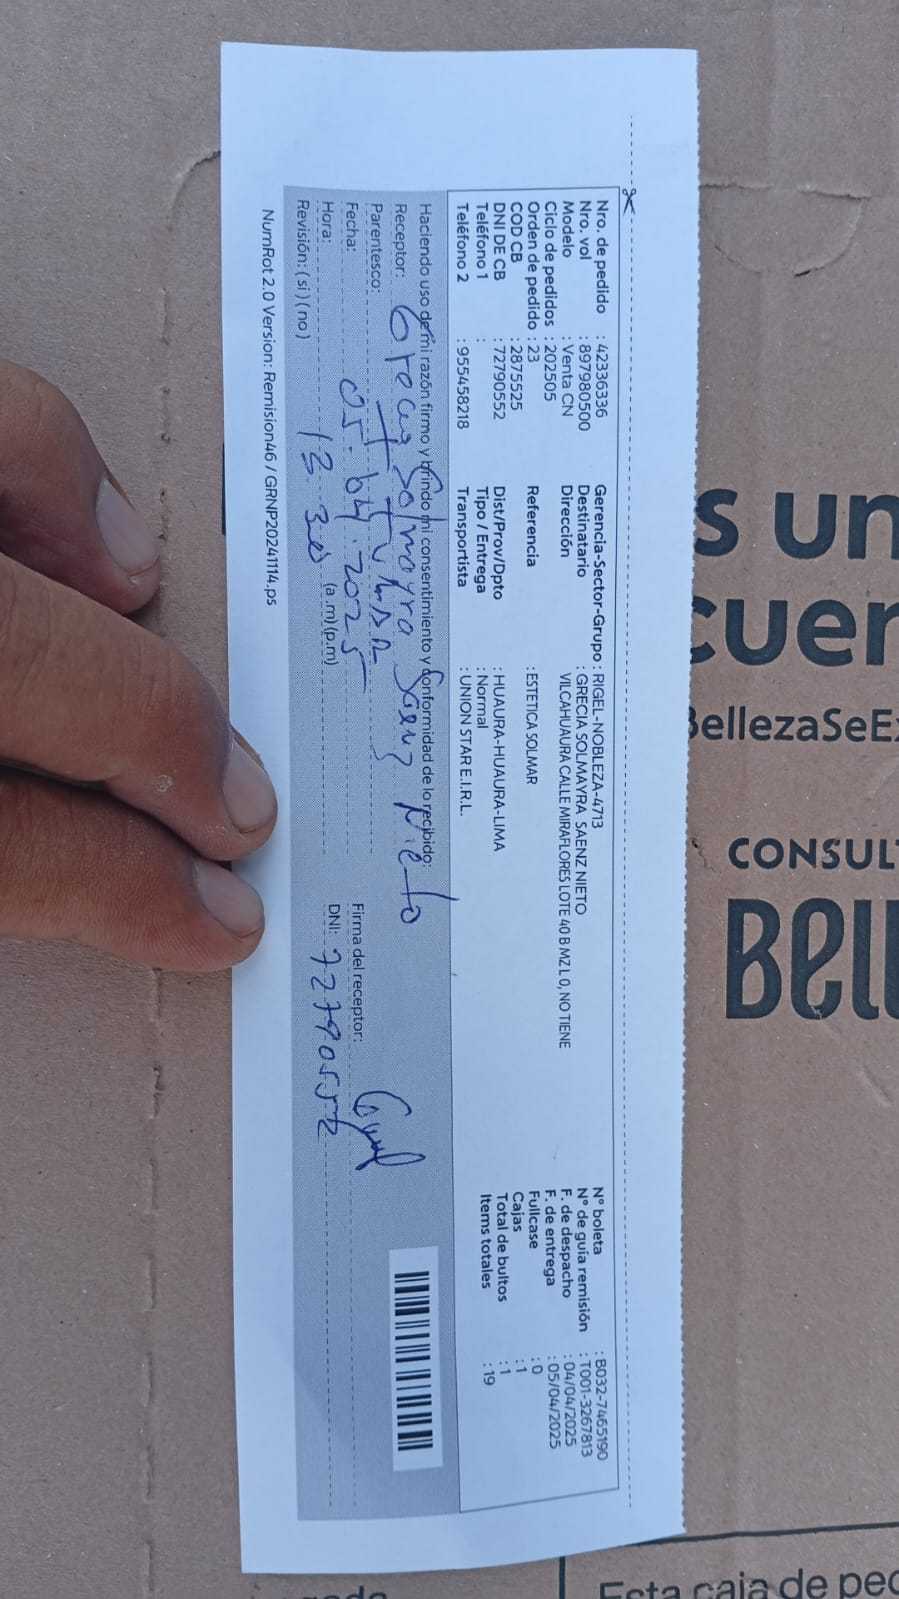 Nro. de pedido : 42336336
Nro. vol : 897980500
Modelo : Venta CN
Ciclo de pedidos : 202505
Orden de pedido : 23
COD CB : 2875525
DNI DE CB : 72790552
Teléfono 1 :
Teléfono 2 : 955458218
Gerencia-Sector-Grupo : RIGEL-NOBLEZA-4713
Destinatario : GRECIA SOLMAYRA SAENZ NIETO
Dirección VILCAHUAURA CALLE MIRAFLORES LOTE 40 B MZ L 0, NO TIENE
Referencia : ESTETICA SOLMAR
Dist/Prov/Dpto : HUAURA-HUAURA-LIMA
Tipo / Entrega : Normal
Transportista : UNION STAR E.I.R.L.
N° boleta : B032-7465190
N° de guía remisión : T001-3267813
F. de despacho : 04/04/2025
F. de entrega : 05/04/2025
Fullcase : 0
Cajas : 1
Total de bultos : 1
Items totales : 19
Haciendo uso de mi razón firmo y brindo mi consentimiento y conformidad de lo recibido:
Receptor: Grecia Solmayra Saenz Nieto
Parentesco: Titular
Fecha: 05-04-2025
Hora: 13 30 (a.m)(p.m)
Revisión: (si)(no)
Firma del receptor:
DNI: 72790552
NumRot 2.0 Version: Remision46 / GRNP20241114.ps
s un
cuer
BellezaSeEx
CONSULT
Bell
Esta caja de pec